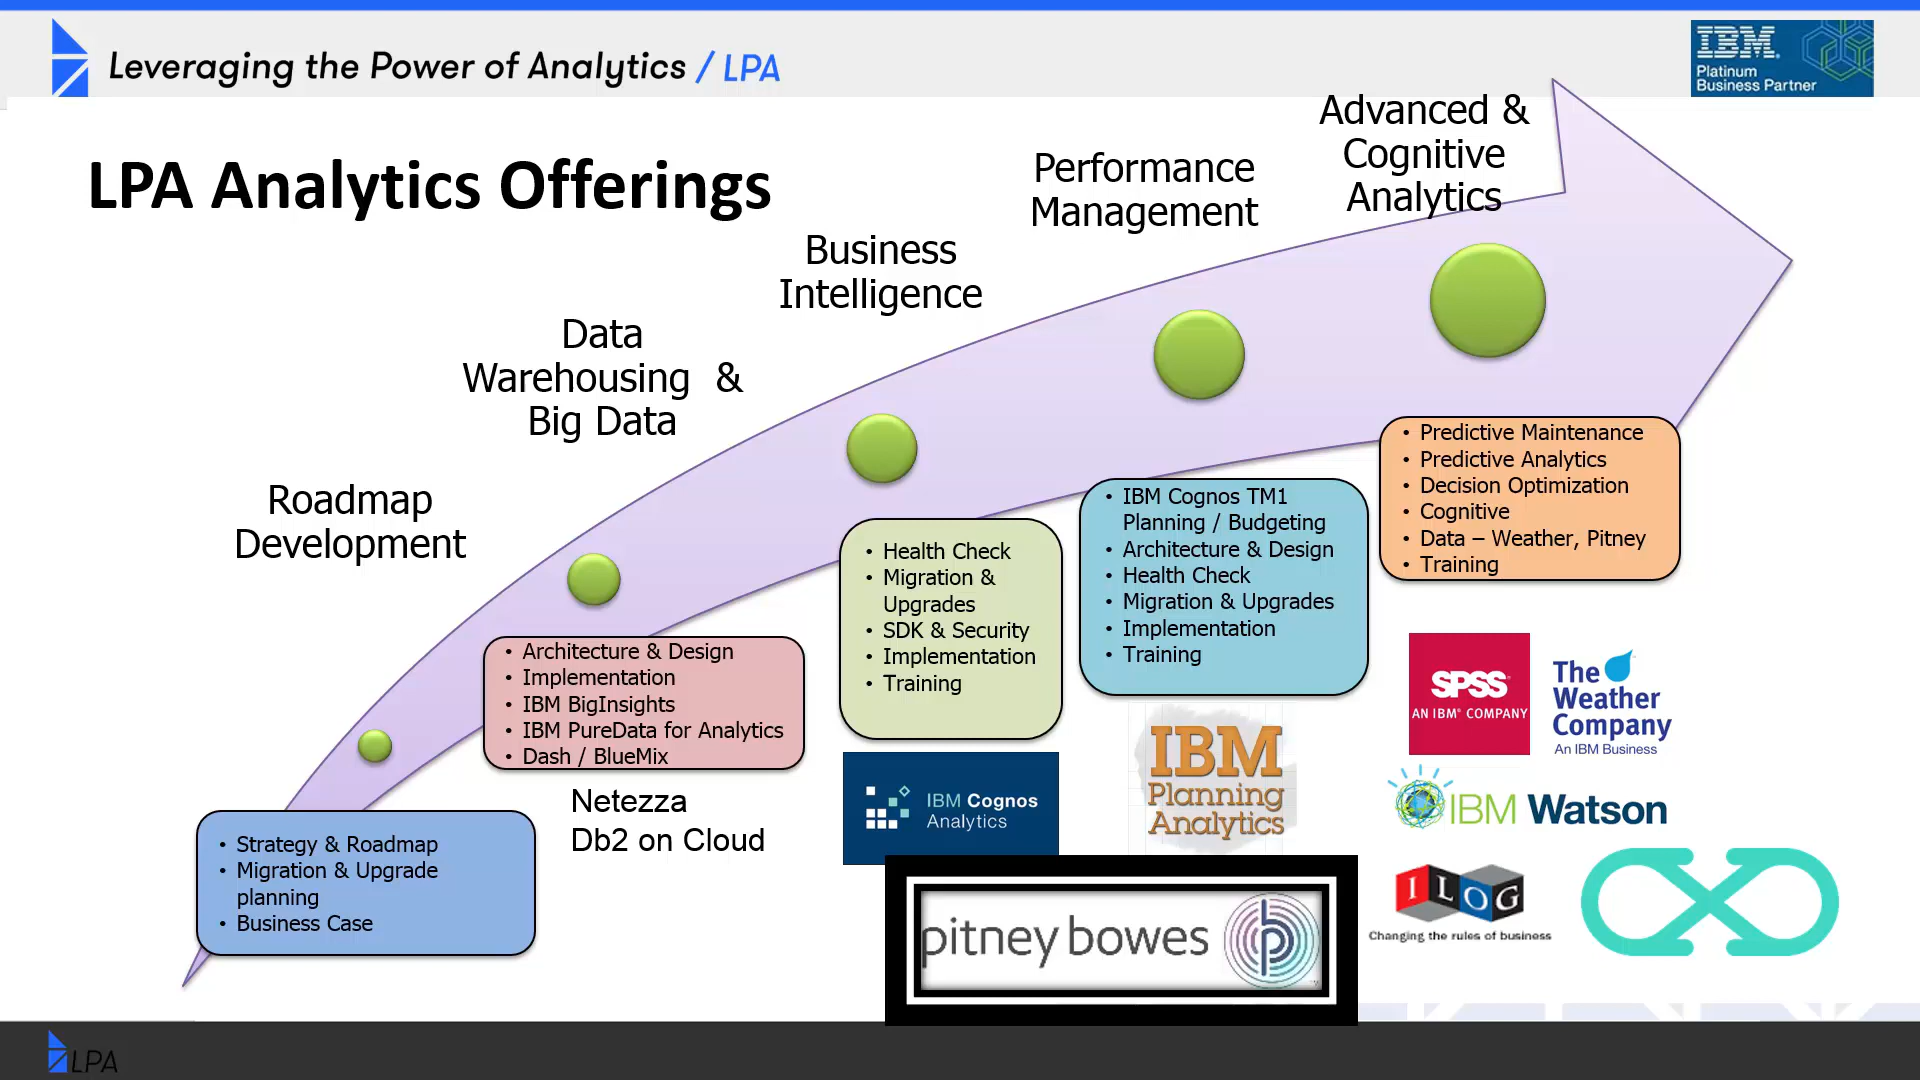 Leveraging the Power of Analytics / LPA
IBM
Platinum
Business Partner
LPA Analytics Offerings
Roadmap
Development
Data
Warehousing &
Big Data
Business
Intelligence
Performance
Management
Advanced &
Cognitive
Analytics
• Strategy & Roadmap
• Migration & Upgrade
planning
• Business Case
• Architecture & Design
• Implementation
• IBM BigInsights
• IBM PureData for Analytics
• Dash / BlueMix
Netezza
Db2 on Cloud
• Health Check
• Migration &
Upgrades
• SDK & Security
• Implementation
• Training
IBM Cognos
Analytics
• IBM Cognos TM1
Planning / Budgeting
• Architecture & Design
• Health Check
• Migration & Upgrades
• Implementation
• Training
IBM
Planning
Analytics
pitney bowes
• Predictive Maintenance
• Predictive Analytics
• Decision Optimization
• Cognitive
• Data – Weather, Pitney
• Training
SPSS
AN IBM® COMPANY
The
Weather
Company
An IBM Business
IBM Watson
ILOG
Changing the rules of business
LPA